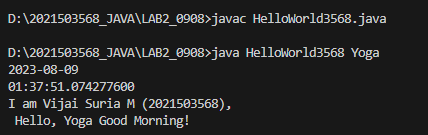 D:\2021503568_JAVA\LAB2_0908>javac HelloWorld3568.java
D:\2021503568_JAVA\LAB2_0908>java HelloWorld3568 Yoga
2023-08-09
01:37:51.074277600
I am Vijai Suria M (2021503568),
 Hello, Yoga Good Morning!